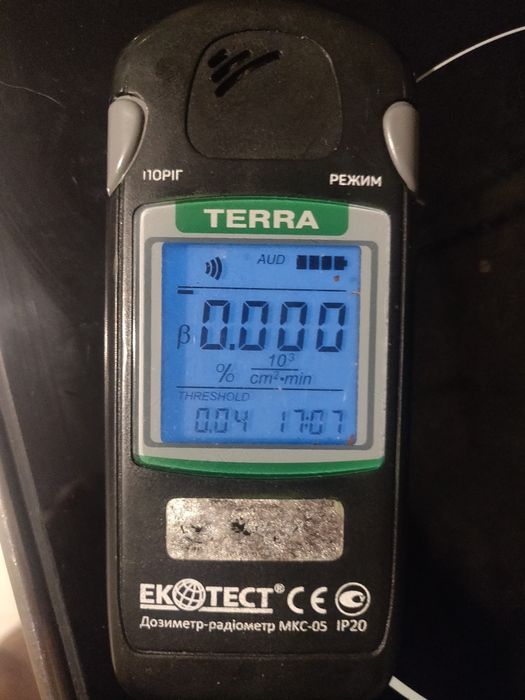 ПОРІГ
РЕЖИМ
TERRA
AUD
β 0.000
% 10³
cm²•min
THRESHOLD
0.04 17:07
ЕКОТЕСТ® CE
Дозиметр-радіометр МКС-05 IP20